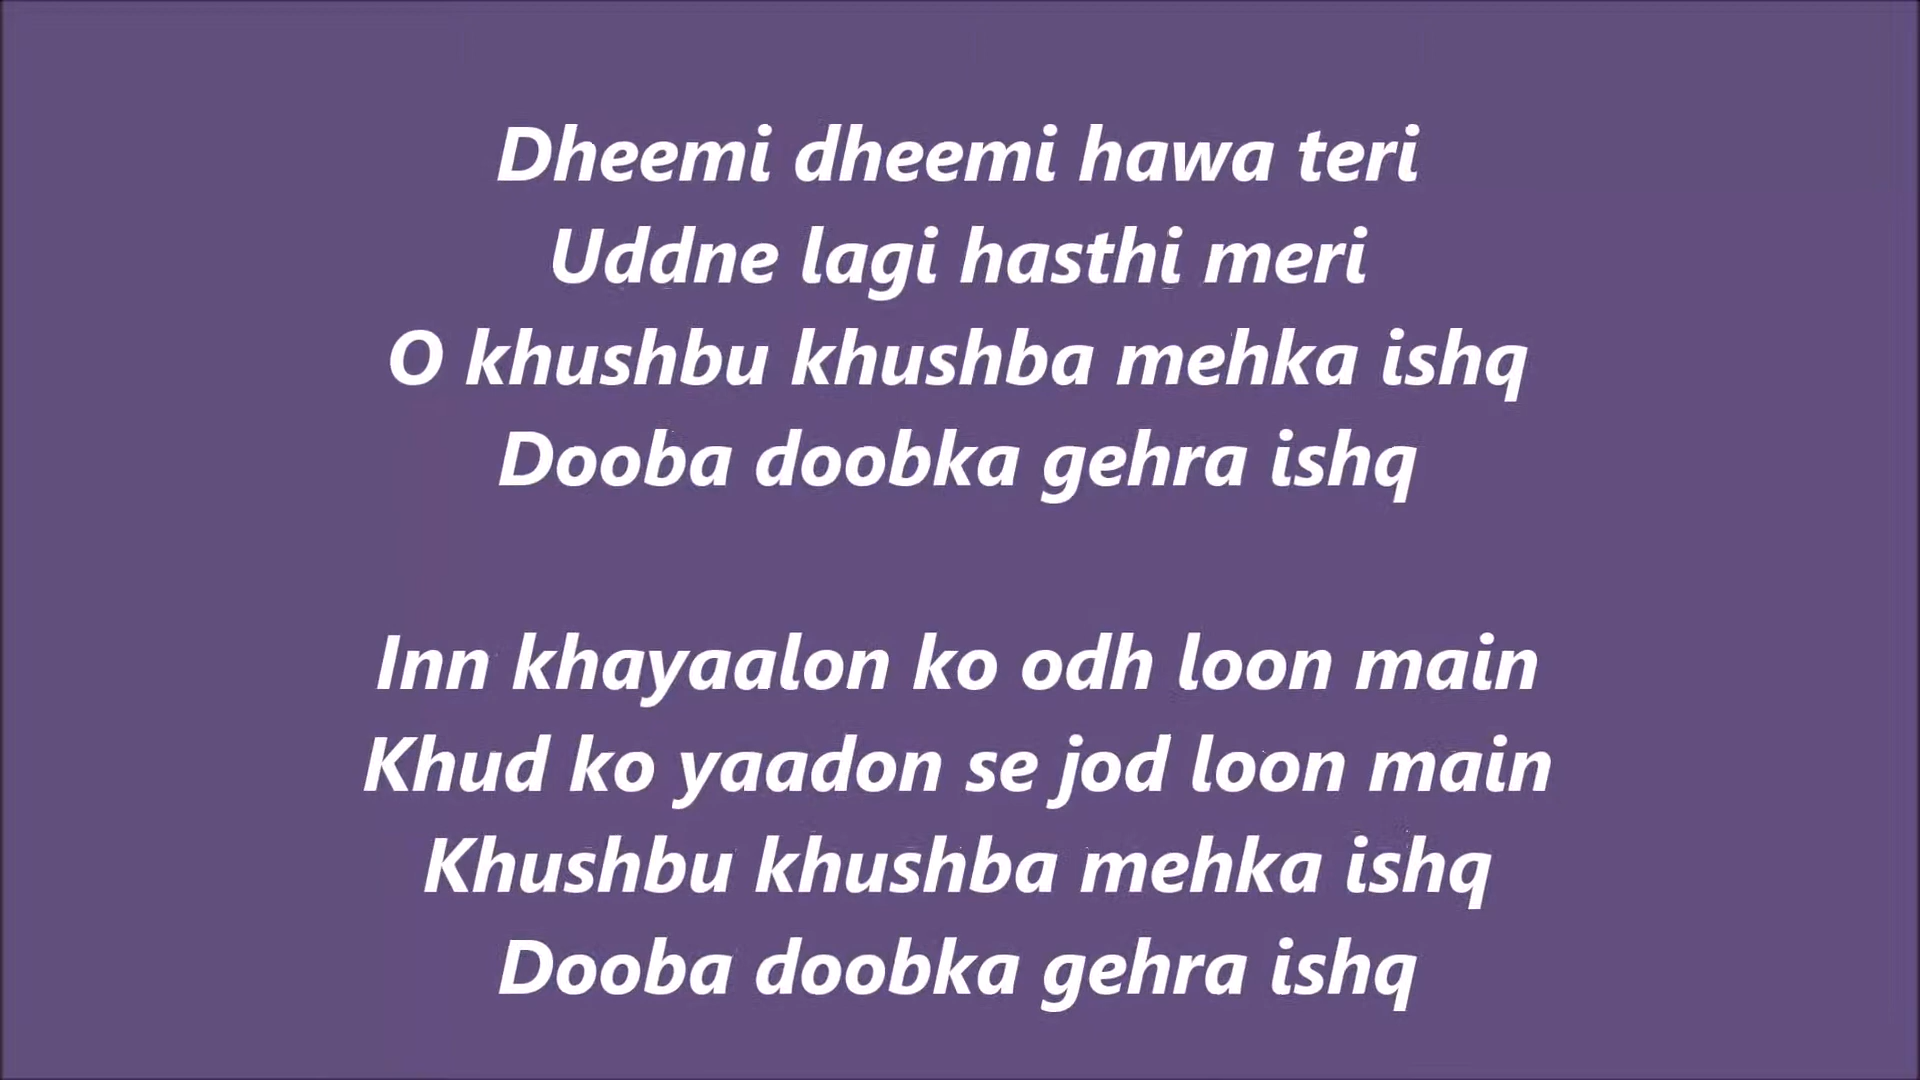 Dheemi dheemi hawa teri
Uddne lagi hasthi meri
O khushbu khushba mehka ishq
Dooba doobka gehra ishq
Inn khayaalon ko odh loon main
Khud ko yaadon se jod loon main
Khushbu khushba mehka ishq
Dooba doobka gehra ishq